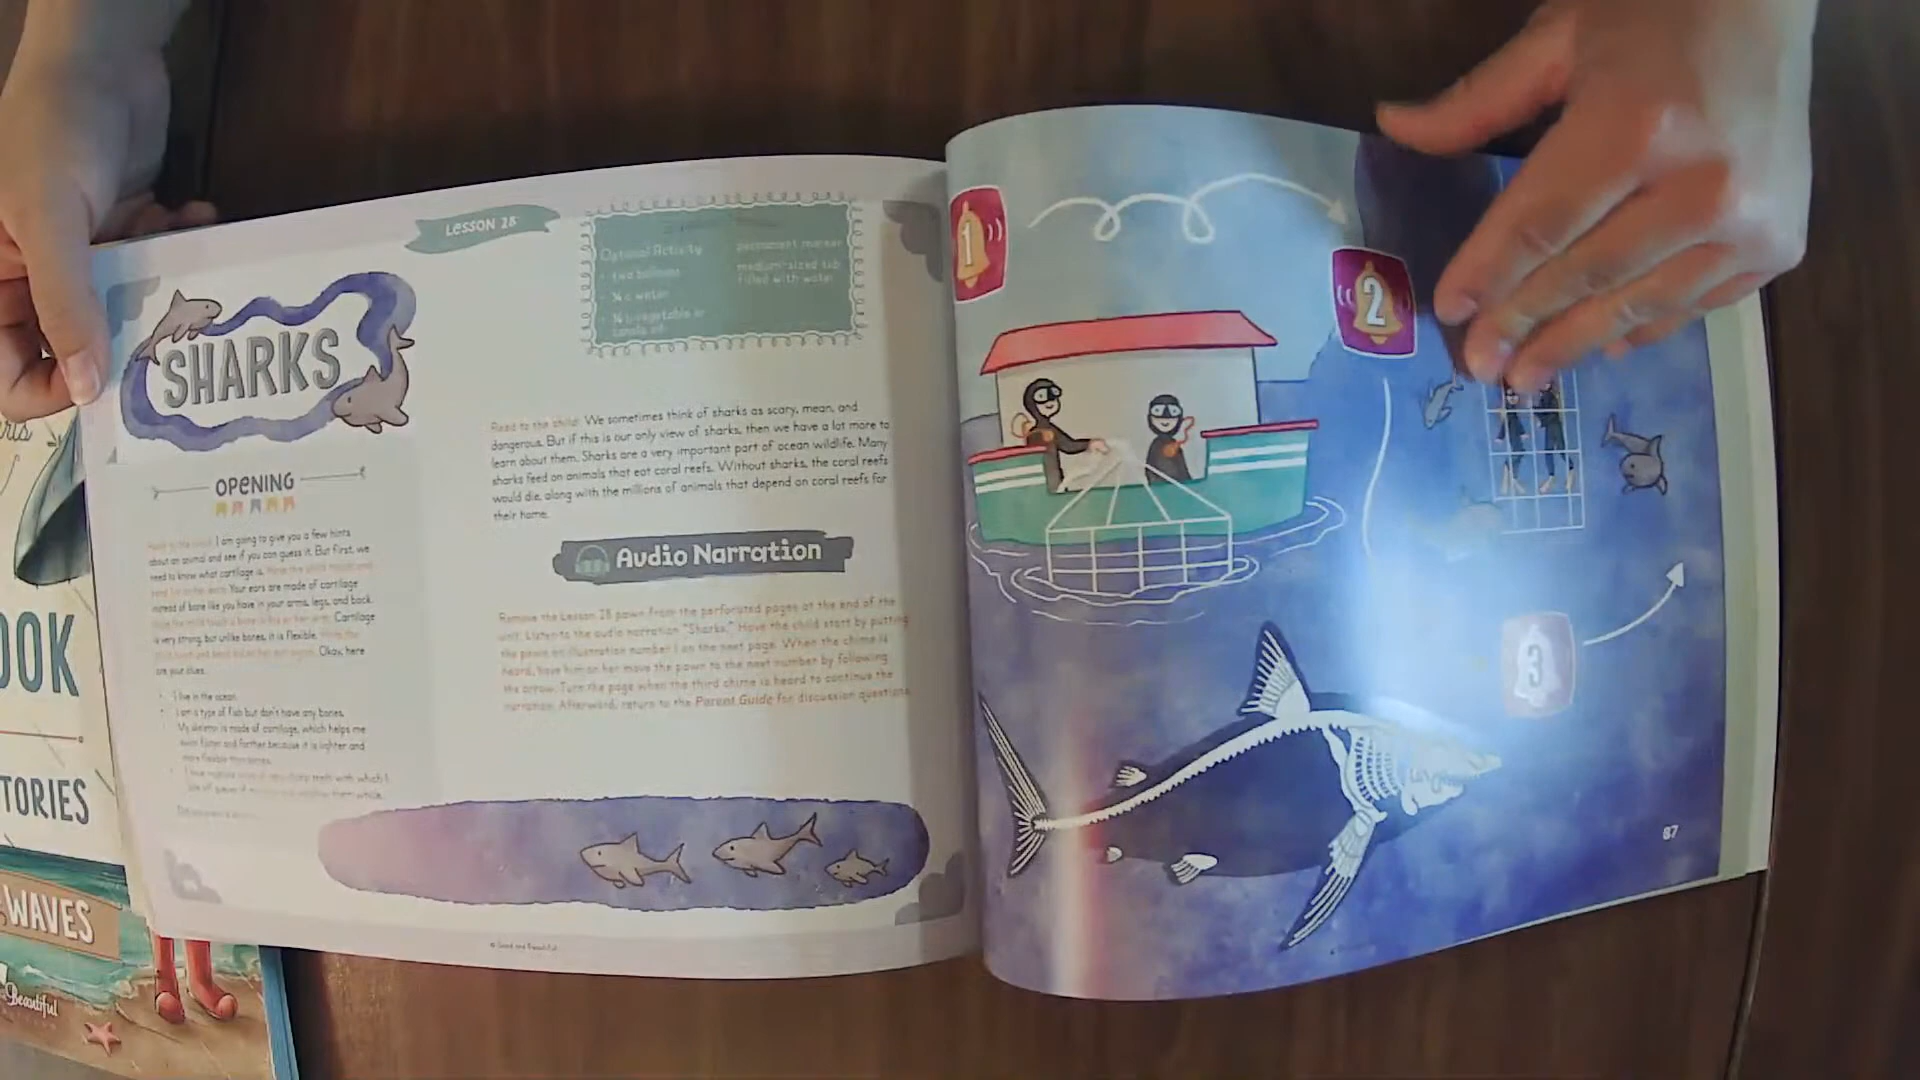 OOK
TORIES
WAVES
Beautiful
LESSON 28
SHARKS
OPENING
I am going to give you a few hints
about an animal and see if you can guess it. But first, we
need to know what cartilage is.
Your ears are made of cartilage
instead of bone like you have in your arms, legs, and back.
Cartilage
is very strong, but unlike bones, it is flexible.
Okay, here
are your clues.
• I live in the ocean.
• I am a type of fish but don't have any bones.
My skeleton is made of cartilage, which helps me
swim faster and farther because it is lighter and
more flexible than bones.
Optional Activity
• two balloons
• ¼ c water
• ¼ c vegetable or
canola oil
permanent marker
medium-sized tub
filled with water
Read to the child: We sometimes think of sharks as scary, mean, and
dangerous. But if this is our only view of sharks, then we have a lot more to
learn about them. Sharks are a very important part of ocean wildlife. Many
sharks feed on animals that eat coral reefs. Without sharks, the coral reefs
would die, along with the millions of animals that depend on coral reefs for
their home.
Audio Narration
Remove the Lesson 28 pawn from the perforated pages at the end of the
unit. Listen to the audio narration "Sharks." Have the child start by putting
the pawn on illustration number 1 on the next page. When the chime is
heard, have him or her move the pawn to the next number by following
the arrow. Turn the page when the third chime is heard to continue the
narration. Afterward, return to the Parent Guide for discussion questions.
1
2
3
87